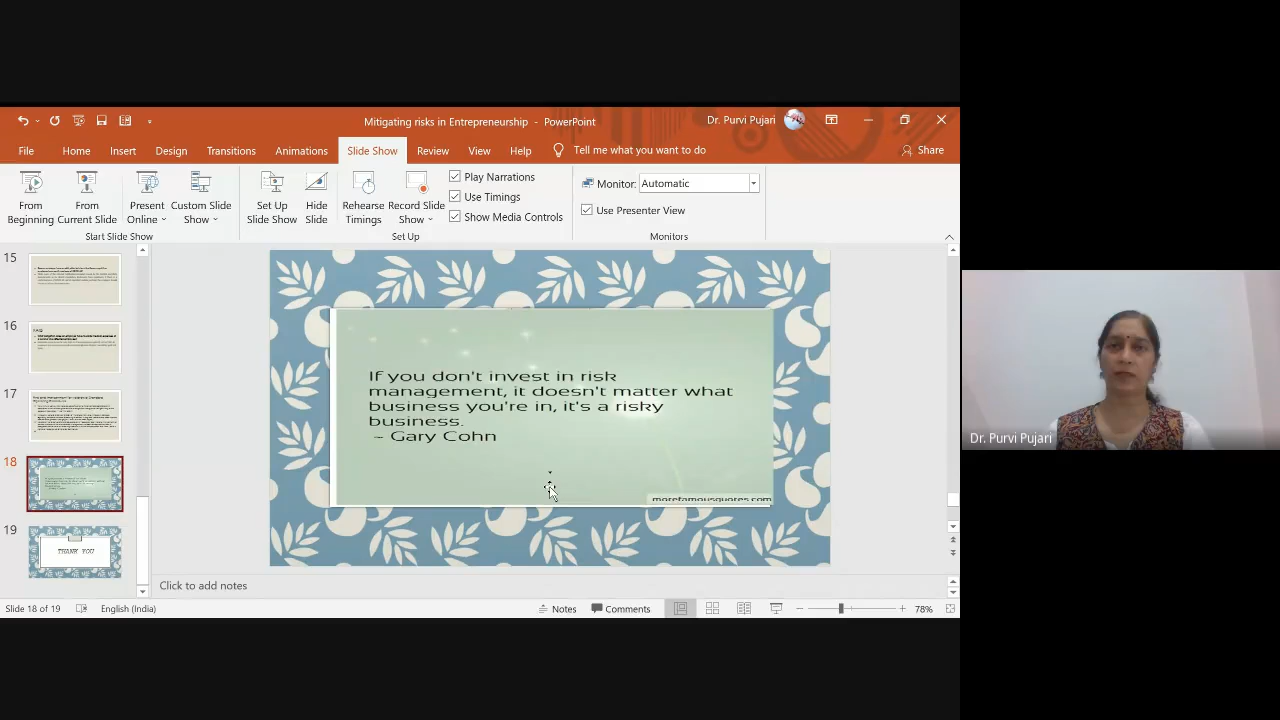 Mitigating risks in Entrepreneurship - PowerPoint
Dr. Purvi Pujari
File Home Insert Design Transitions Animations Slide Show Review View Help Tell me what you want to do Share
From Beginning
From Current Slide
Present Online
Custom Slide Show
Start Slide Show
Set Up Slide Show
Hide Slide
Rehearse Timings
Record Slide Show
Play Narrations
Use Timings
Show Media Controls
Set Up
Monitor: Automatic
Use Presenter View
Monitors
15
16
17
18
19
THANK YOU
If you don't invest in risk
management, it doesn't matter what
business you're in, it's a risky
business.
~ Gary Cohn
morefamousquotes.com
Click to add notes
Slide 18 of 19 English (India) Notes Comments 78%
Dr. Purvi Pujari